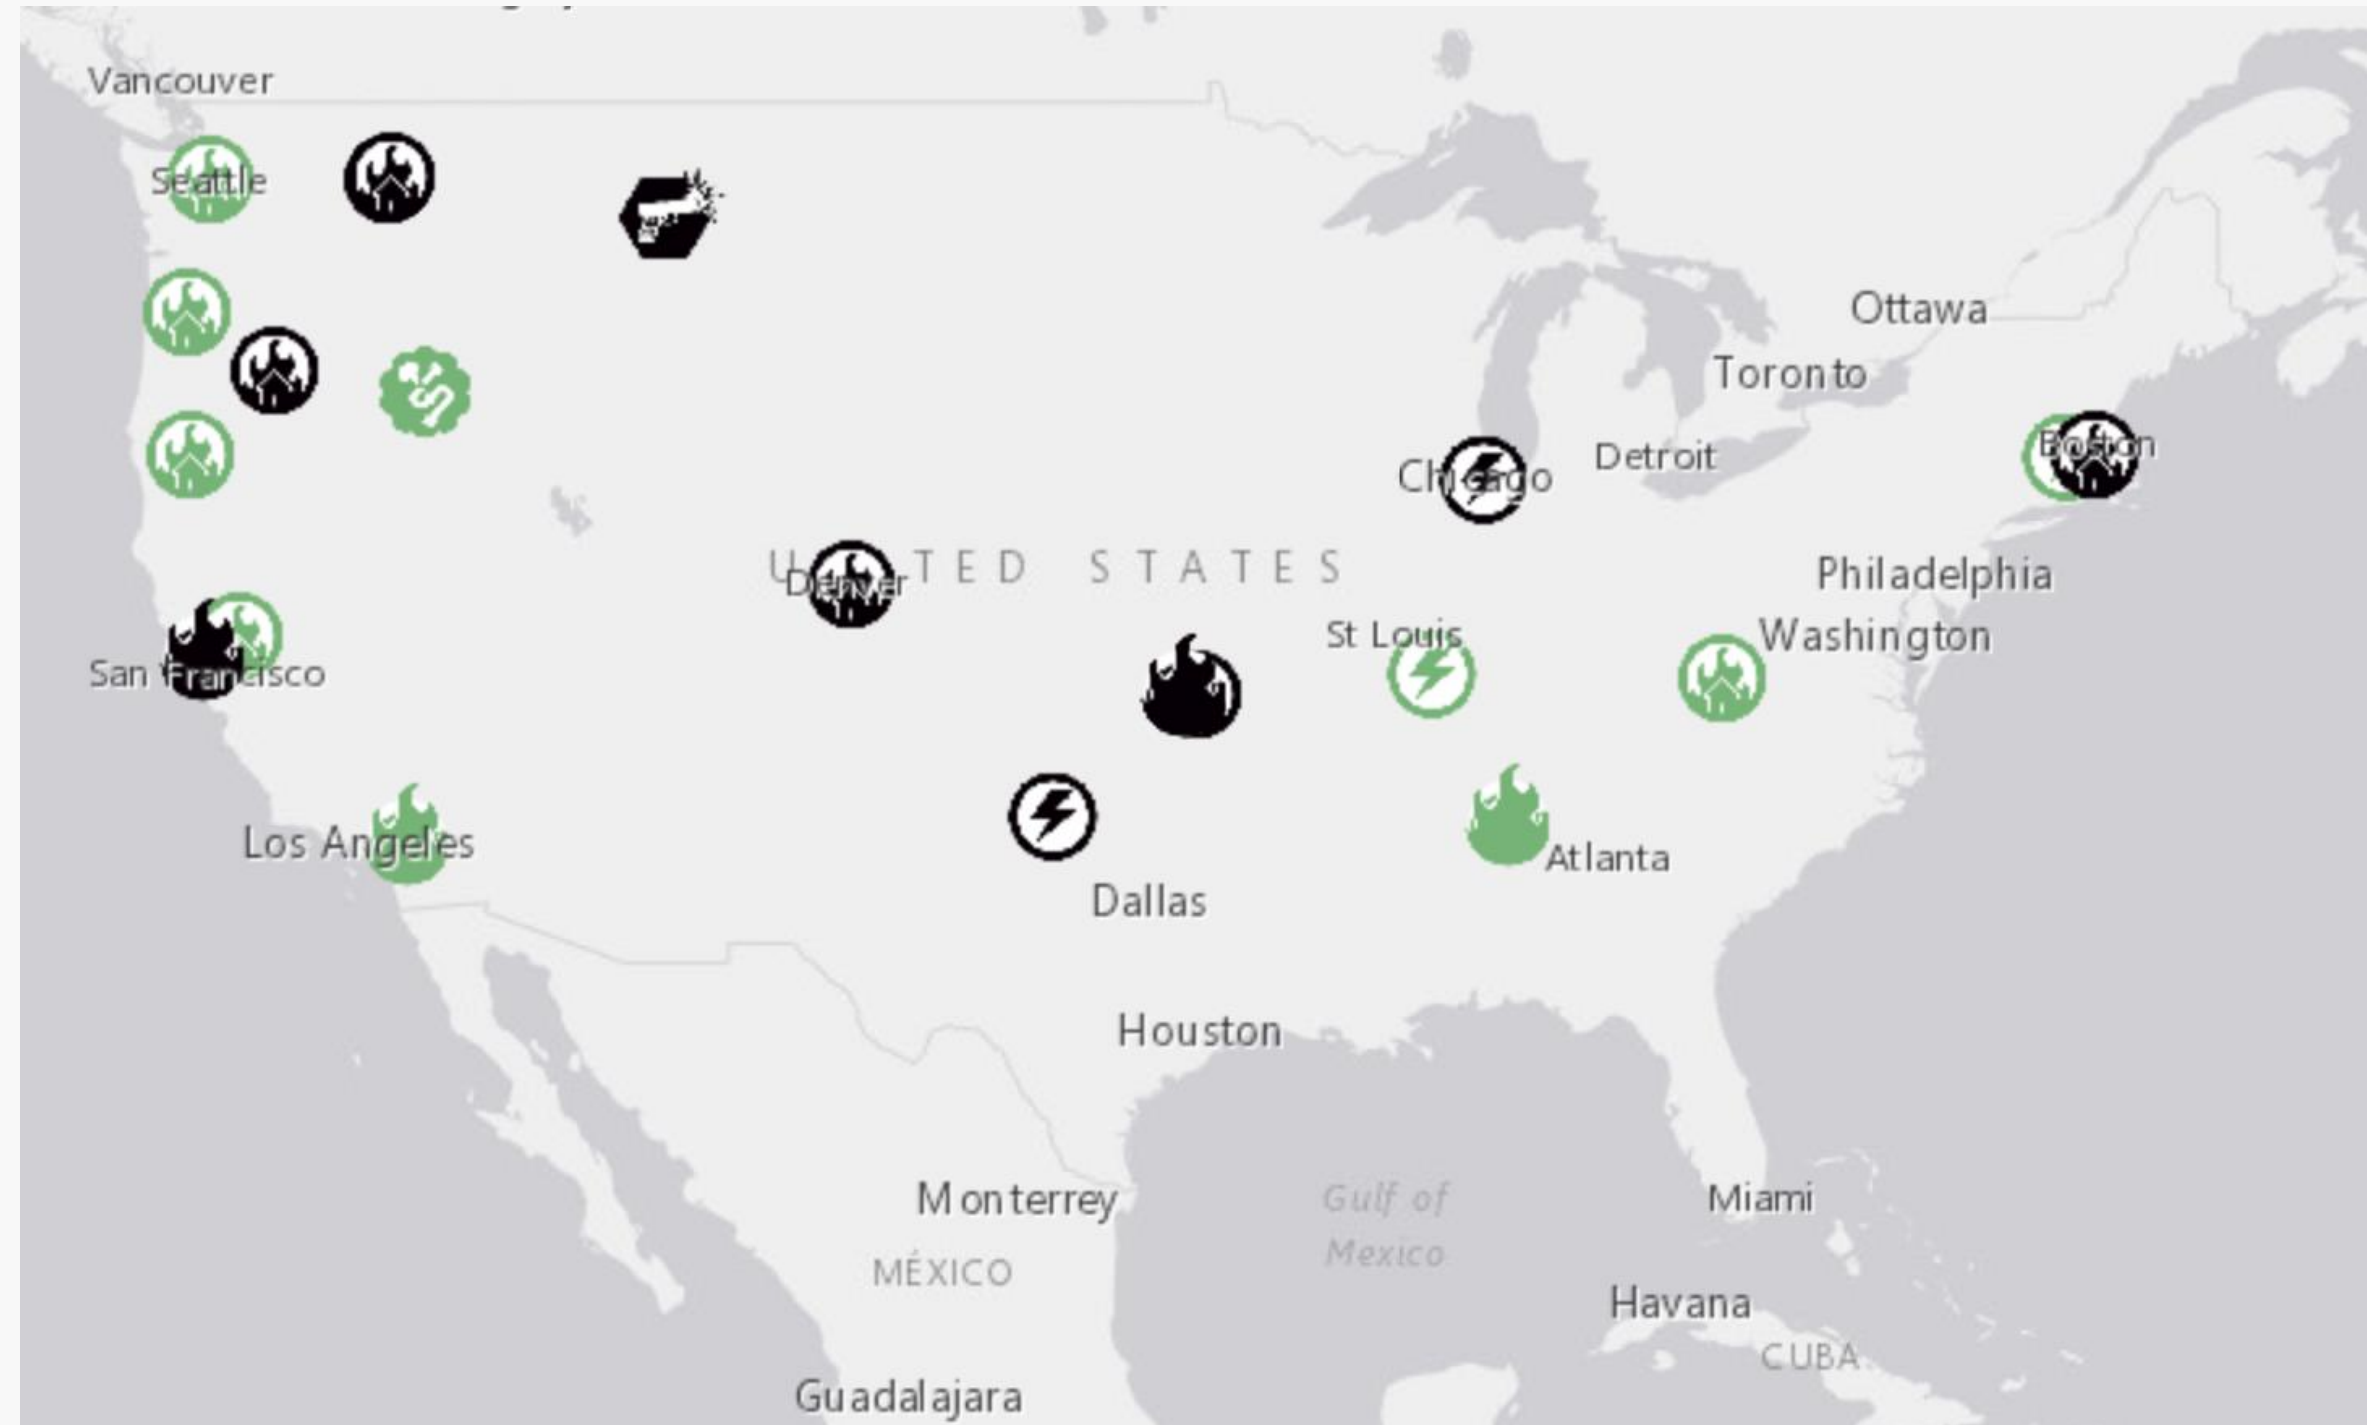 Vancouver
Seattle
Ottawa
Toronto
Boston
Detroit
Chicago
UNITED STATES
Denver
Philadelphia
St Louis
Washington
San Francisco
Los Angeles
Atlanta
Dallas
Houston
Monterrey
Gulf of
Mexico
Miami
MÉXICO
Havana
CUBA
Guadalajara